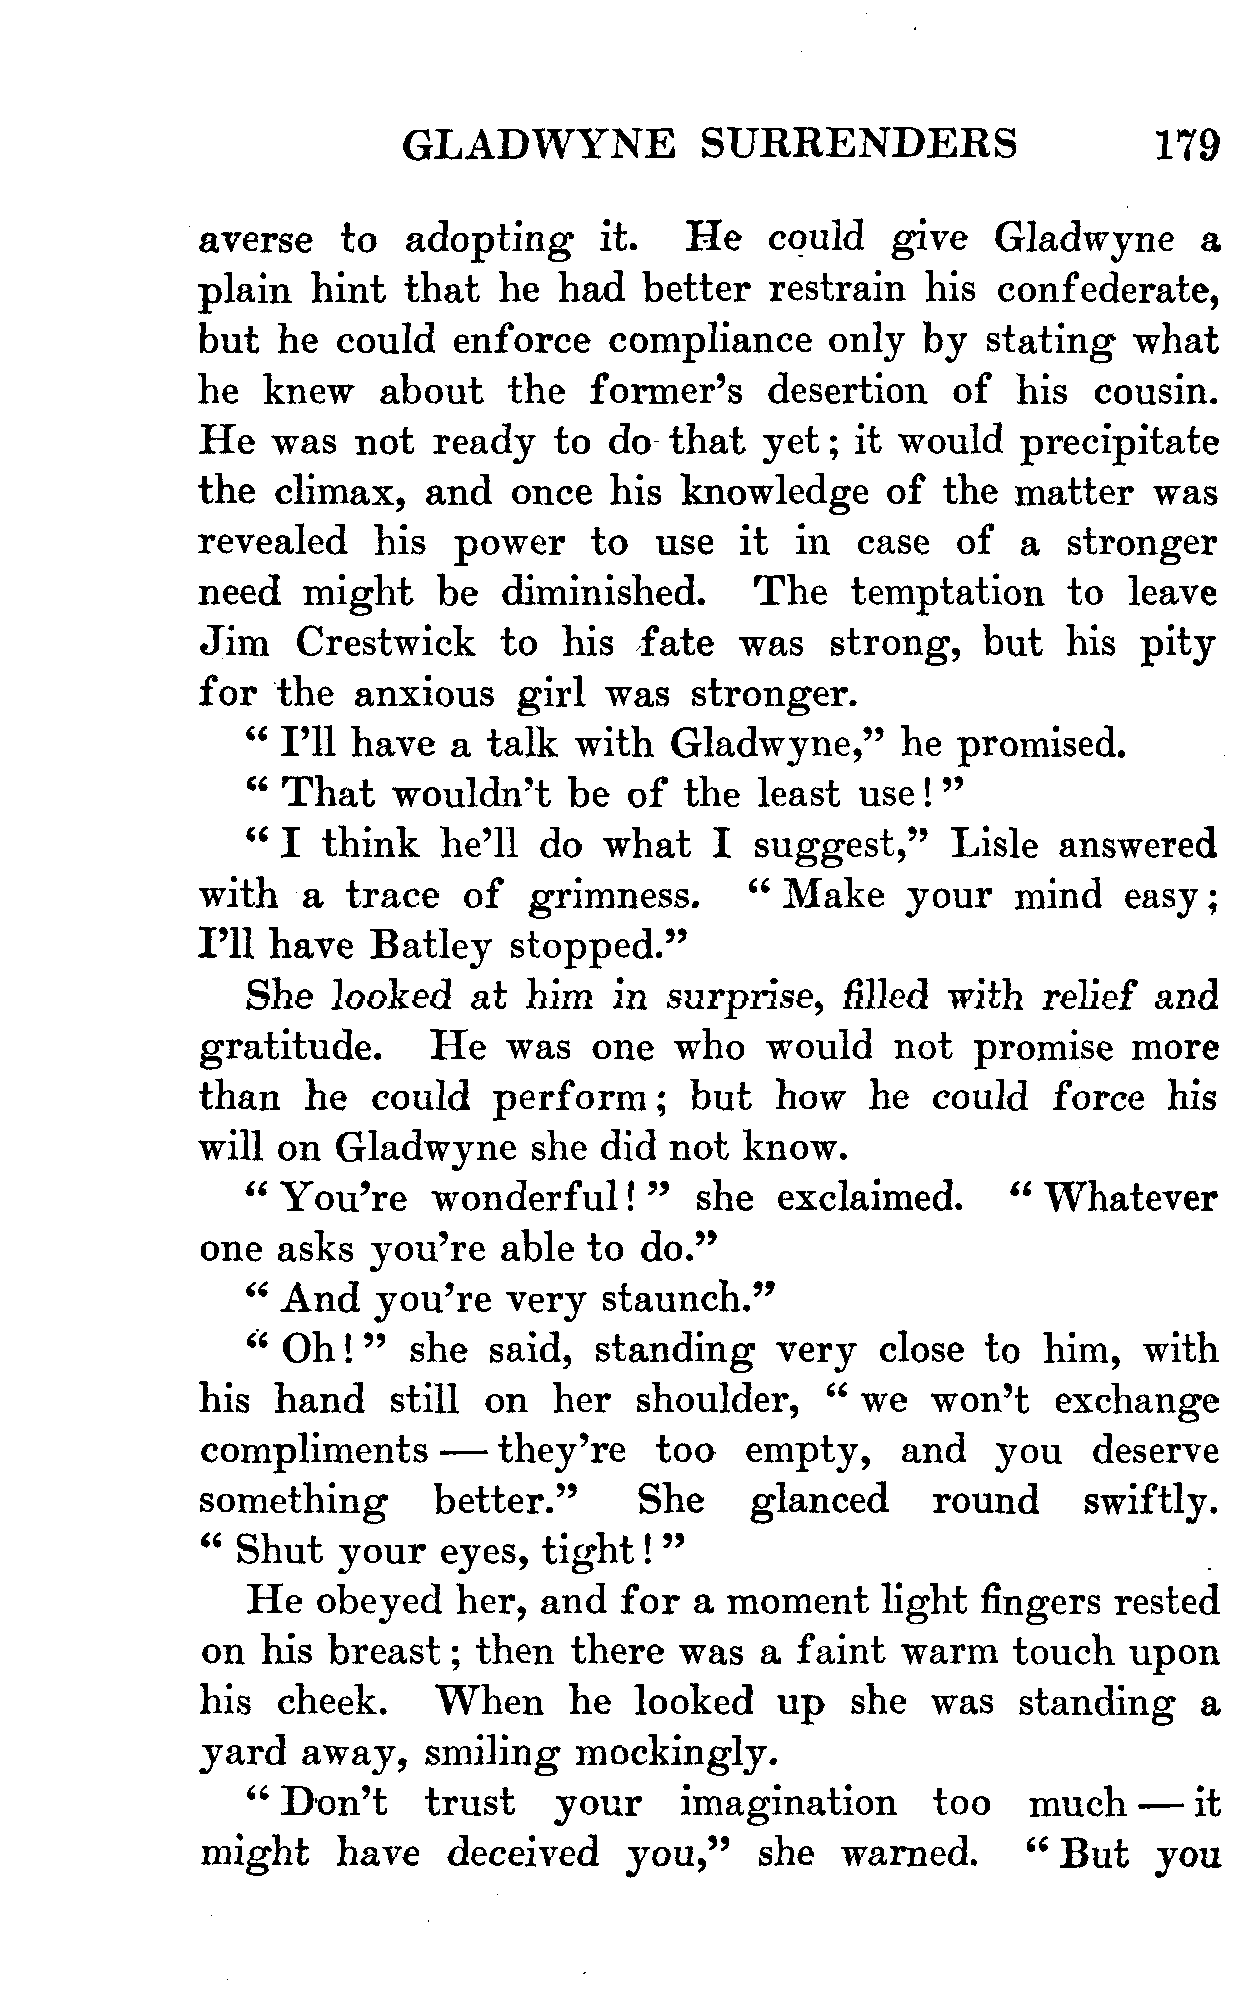 GLADWYNE SURRENDERS 179
averse to adopting it. He could give Gladwyne a
plain hint that he had better restrain his confederate,
but he could enforce compliance only by stating what
he knew about the former's desertion of his cousin.
He was not ready to do that yet; it would precipitate
the climax, and once his knowledge of the matter was
revealed his power to use it in case of a stronger
need might be diminished. The temptation to leave
Jim Crestwick to his fate was strong, but his pity
for the anxious girl was stronger.
“ I'll have a talk with Gladwyne,” he promised.
“ That wouldn't be of the least use! ”
“ I think he'll do what I suggest,” Lisle answered
with a trace of grimness. “ Make your mind easy;
I'll have Batley stopped.”
She looked at him in surprise, filled with relief and
gratitude. He was one who would not promise more
than he could perform; but how he could force his
will on Gladwyne she did not know.
“ You're wonderful! ” she exclaimed. “ Whatever
one asks you're able to do.”
“ And you're very staunch.”
“ Oh! ” she said, standing very close to him, with
his hand still on her shoulder, “ we won't exchange
compliments — they're too empty, and you deserve
something better.” She glanced round swiftly.
“ Shut your eyes, tight! ”
He obeyed her, and for a moment light fingers rested
on his breast; then there was a faint warm touch upon
his cheek. When he looked up she was standing a
yard away, smiling mockingly.
“ Don't trust your imagination too much — it
might have deceived you,” she warned. “ But you